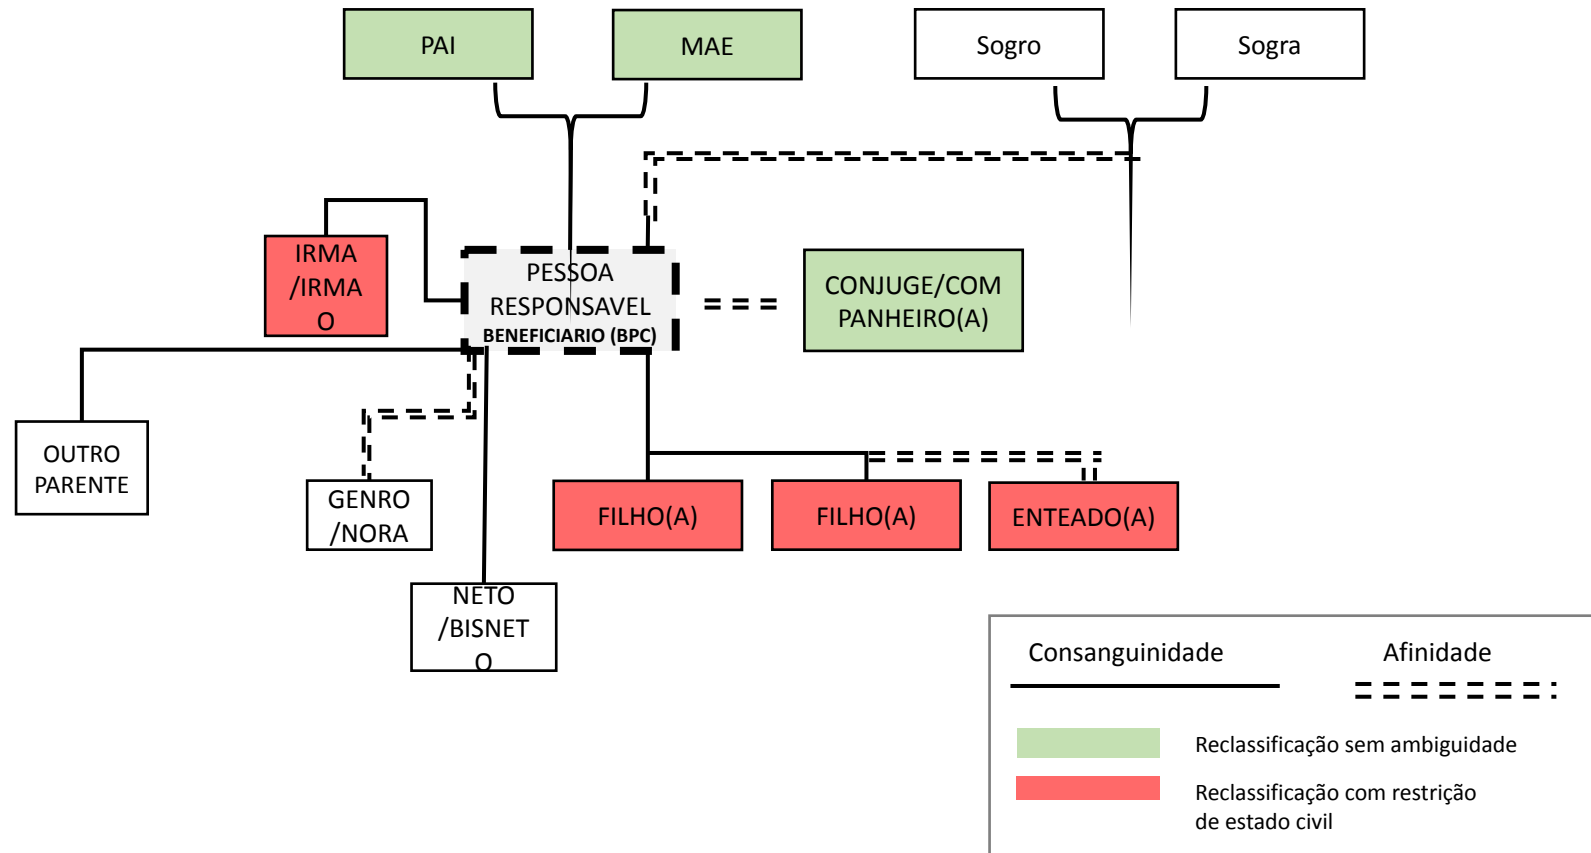 PAI
MAE
Sogro
Sogra
IRMA
/IRMA
O
PESSOA
RESPONSAVEL
BENEFICIARIO (BPC)
CONJUGE/COM
PANHEIRO(A)
OUTRO
PARENTE
GENRO
/NORA
FILHO(A)
FILHO(A)
ENTEADO(A)
NETO
/BISNET
O
Consanguinidade
Afinidade
Reclassificação sem ambiguidade
Reclassificação com restrição
de estado civil